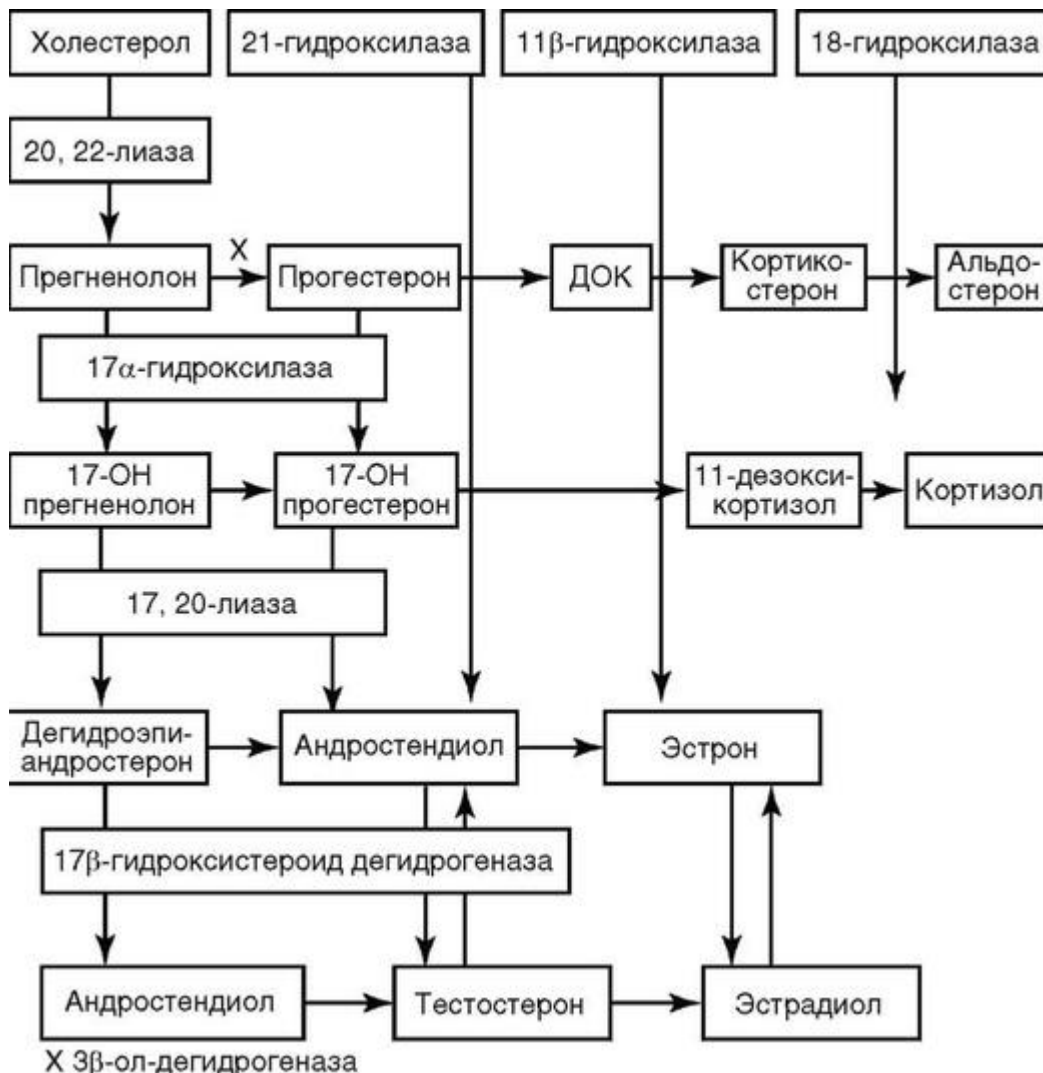 Холестерол
21-гидроксилаза
11β-гидроксилаза
18-гидроксилаза
20, 22-лиаза
X
Прегненолон
Прогестерон
ДОК
Кортико-
стерон
Альдо-
стерон
17α-гидроксилаза
17-ОН
прегненолон
17-ОН
прогестерон
11-дезокси-
кортизол
Кортизол
17, 20-лиаза
Дегидроэпи-
андростерон
Андростендиол
Эстрон
17β-гидроксистероид дегидрогеназа
Андростендиол
Тестостерон
Эстрадиол
X 3β-ол-дегидрогеназа